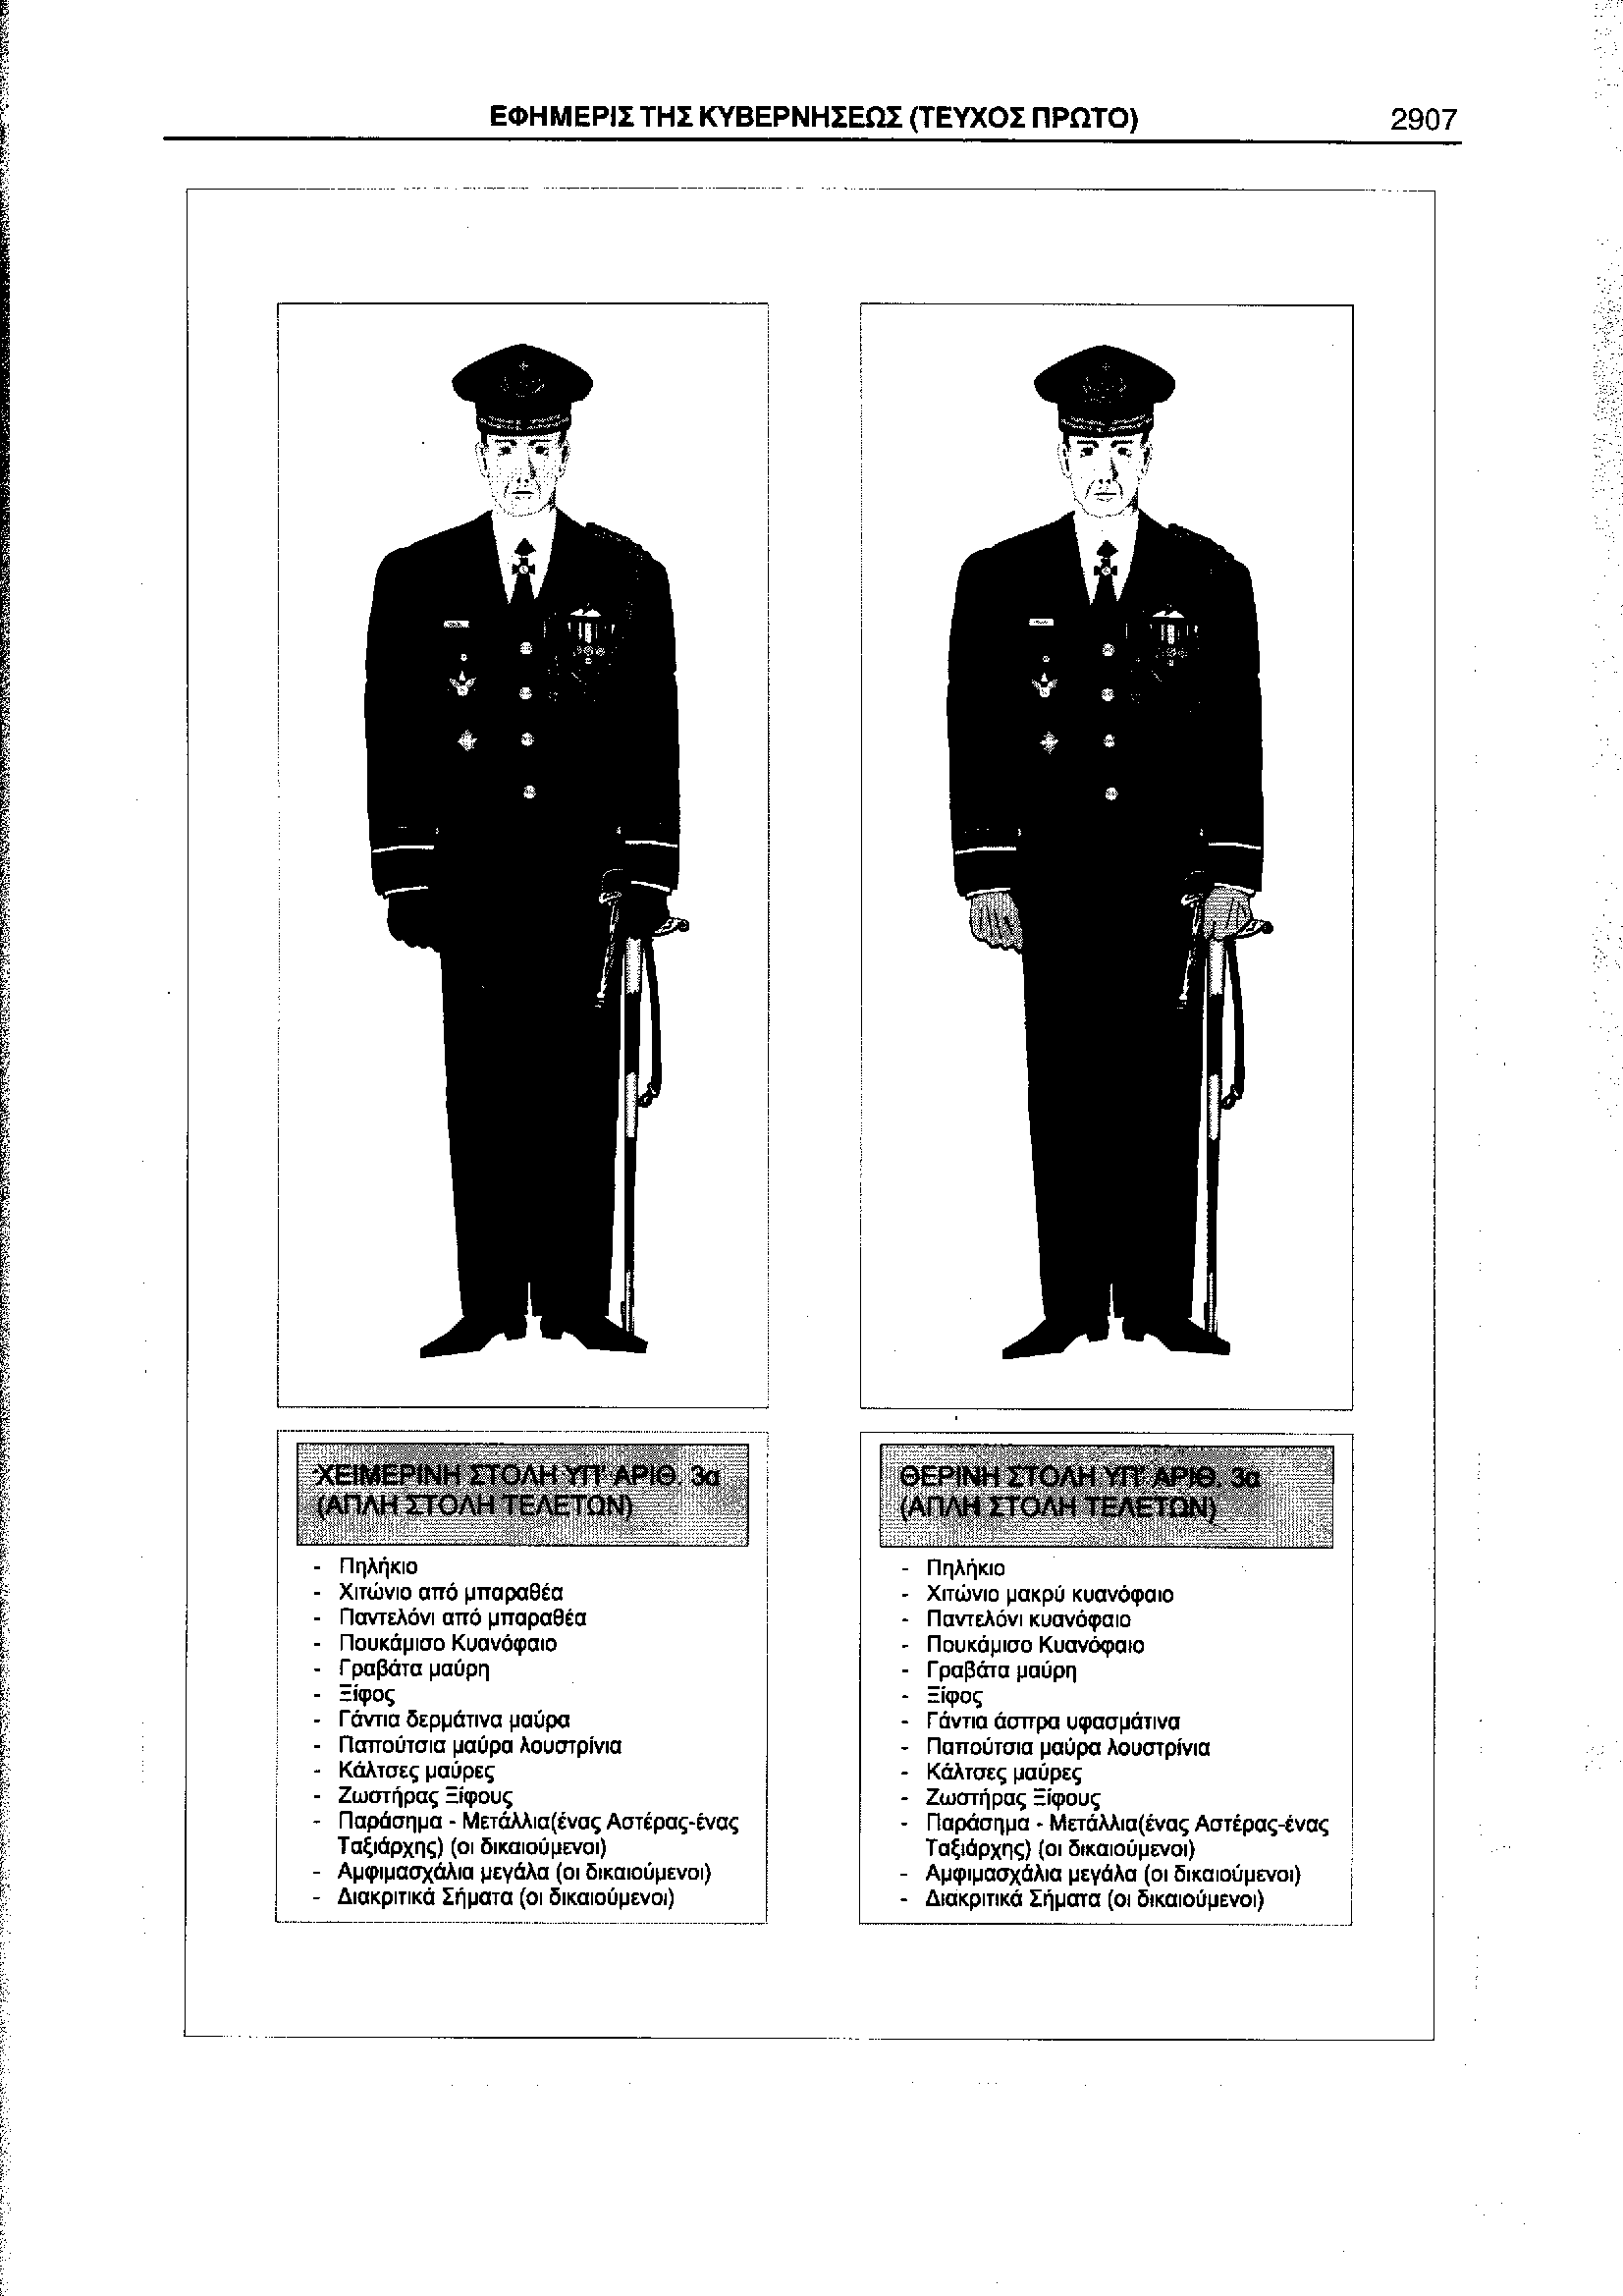 ΕΦΗΜΕΡΙΣ ΤΗΣ ΚΥΒΕΡΝΗΣΕΩΣ (ΤΕΥΧΟΣ ΠΡΩΤΟ) 2907
ΧΕΙΜΕΡΙΝΗ ΣΤΟΛΗ ΥΠ' ΑΡΙΘ. 3α
(ΑΠΛΗ ΣΤΟΛΗ ΤΕΛΕΤΩΝ)
- Πηλήκιο
- Χιτώνιο από μπαραθέα
- Παντελόνι από μπαραθέα
- Πουκάμισο Κυανόφαιο
- Γραβάτα μαύρη
- Ξίφος
- Γάντια δερμάτινα μαύρα
- Παπούτσια μαύρα λουστρίνια
- Κάλτσες μαύρες
- Ζωστήρας Ξίφους
- Παράσημα - Μετάλλια(ένας Αστέρας-ένας
Ταξιάρχης) (οι δικαιούμενοι)
- Αμφιμασχάλια μεγάλα (οι δικαιούμενοι)
- Διακριτικά Σήματα (οι δικαιούμενοι)
ΘΕΡΙΝΗ ΣΤΟΛΗ ΥΠ' ΑΡΙΘ. 3α
(ΑΠΛΗ ΣΤΟΛΗ ΤΕΛΕΤΩΝ)
- Πηλήκιο
- Χιτώνιο μακρύ κυανόφαιο
- Παντελόνι κυανόφαιο
- Πουκάμισο Κυανόφαιο
- Γραβάτα μαύρη
- Ξίφος
- Γάντια άσπρα υφασμάτινα
- Παπούτσια μαύρα λουστρίνια
- Κάλτσες μαύρες
- Ζωστήρας Ξίφους
- Παράσημα - Μετάλλια(ένας Αστέρας-ένας
Ταξιάρχης) (οι δικαιούμενοι)
- Αμφιμασχάλια μεγάλα (οι δικαιούμενοι)
- Διακριτικά Σήματα (οι δικαιούμενοι)